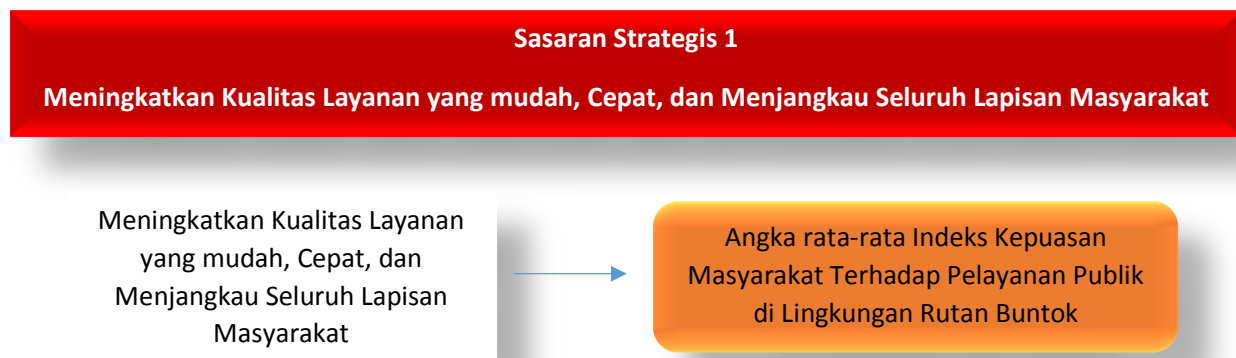 Sasaran Strategis 1
Meningkatkan Kualitas Layanan yang mudah, Cepat, dan Menjangkau Seluruh Lapisan Masyarakat
Meningkatkan Kualitas Layanan
yang mudah, Cepat, dan
Menjangkau Seluruh Lapisan
Masyarakat
Angka rata-rata Indeks Kepuasan
Masyarakat Terhadap Pelayanan Publik
di Lingkungan Rutan Buntok